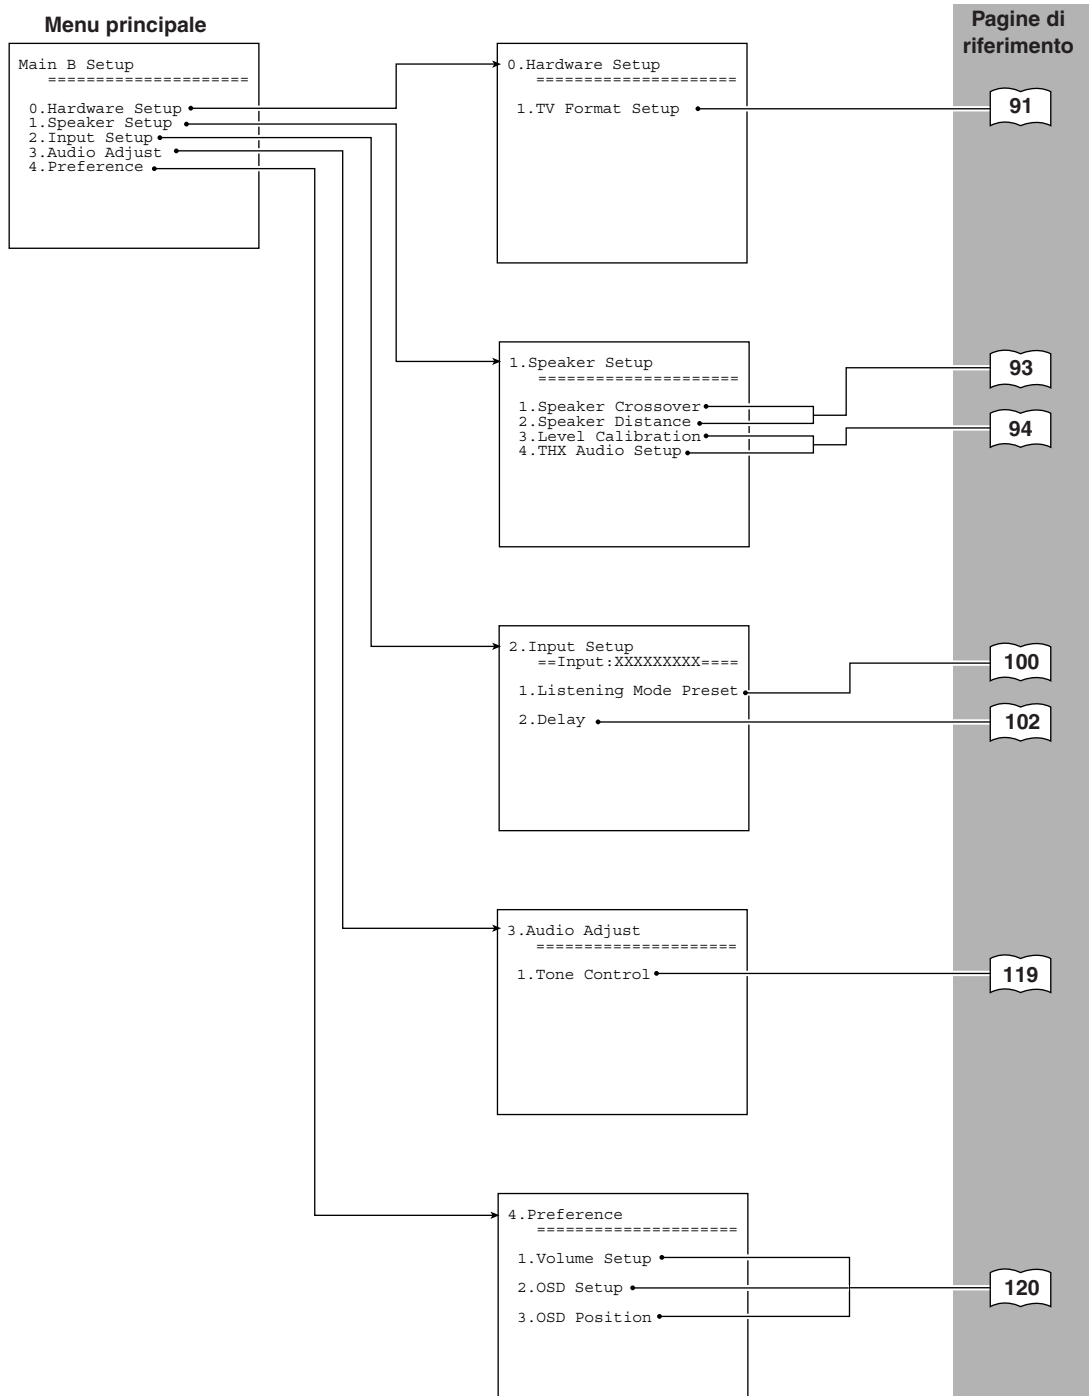 Menu principale
Pagine di
riferimento
Main B Setup
=====================
0.Hardware Setup
1.Speaker Setup
2.Input Setup
3.Audio Adjust
4.Preference
0.Hardware Setup
=====================
1.TV Format Setup
91
1.Speaker Setup
=====================
1.Speaker Crossover
2.Speaker Distance
3.Level Calibration
4.THX Audio Setup
93
94
2.Input Setup
==Input:XXXXXXXXX====
1.Listening Mode Preset
2.Delay
100
102
3.Audio Adjust
=====================
1.Tone Control
119
4.Preference
=====================
1.Volume Setup
2.OSD Setup
3.OSD Position
120